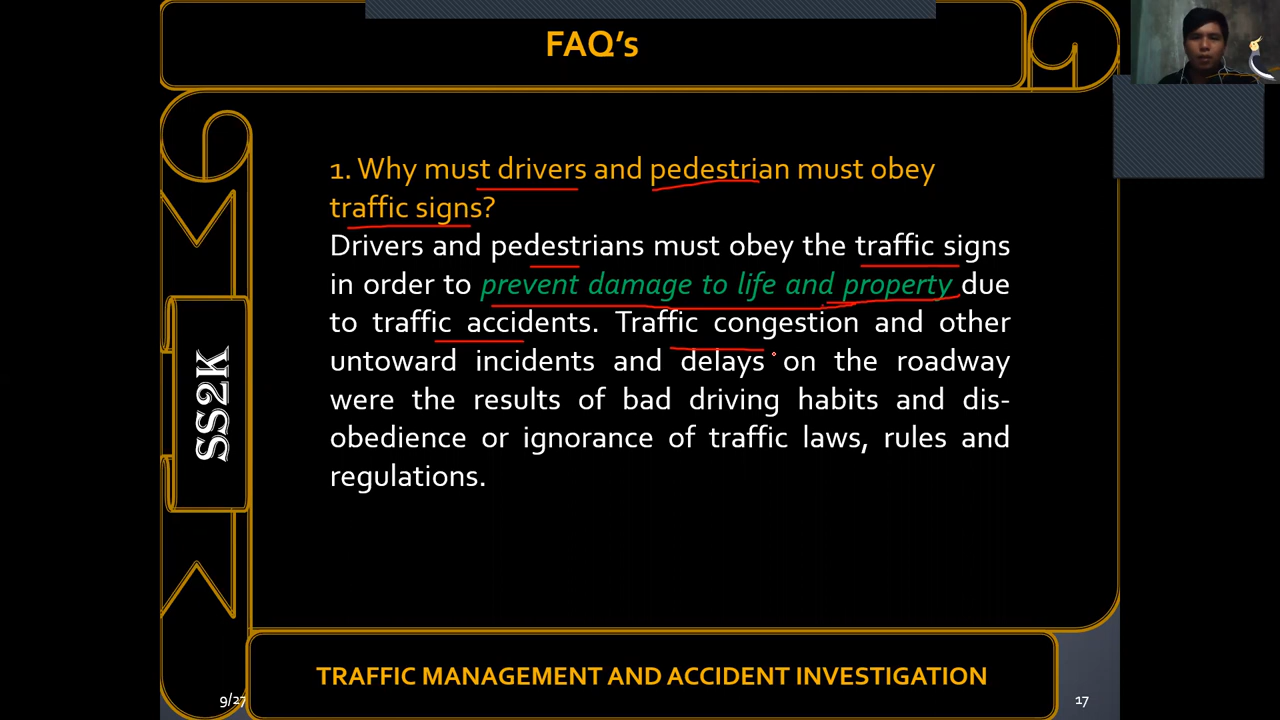 FAQ's
1. Why must drivers and pedestrian must obey
traffic signs?
Drivers and pedestrians must obey the traffic signs
in order to prevent damage to life and property due
to traffic accidents. Traffic congestion and other
untoward incidents and delays on the roadway
were the results of bad driving habits and dis-
obedience or ignorance of traffic laws, rules and
regulations.
SS2K
TRAFFIC MANAGEMENT AND ACCIDENT INVESTIGATION
9/27
17